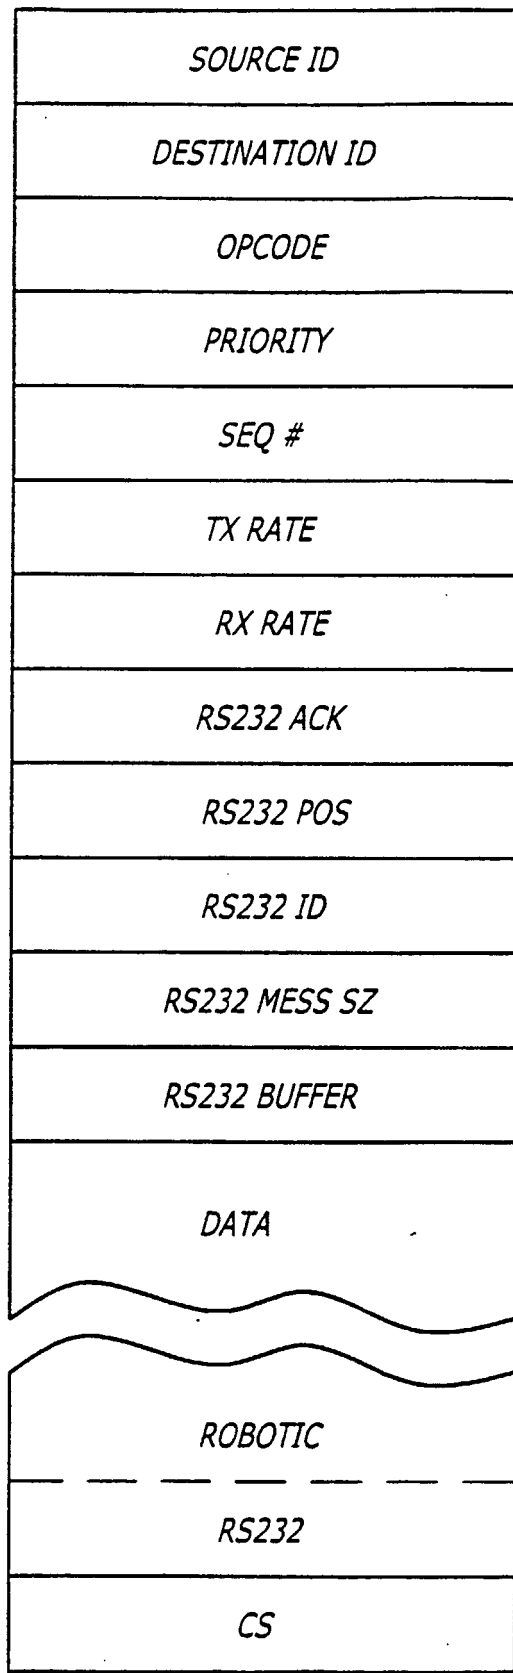 SOURCE ID
DESTINATION ID
OPCODE
PRIORITY
SEQ #
TX RATE
RX RATE
RS232 ACK
RS232 POS
RS232 ID
RS232 MESS SZ
RS232 BUFFER
DATA
ROBOTIC
RS232
CS